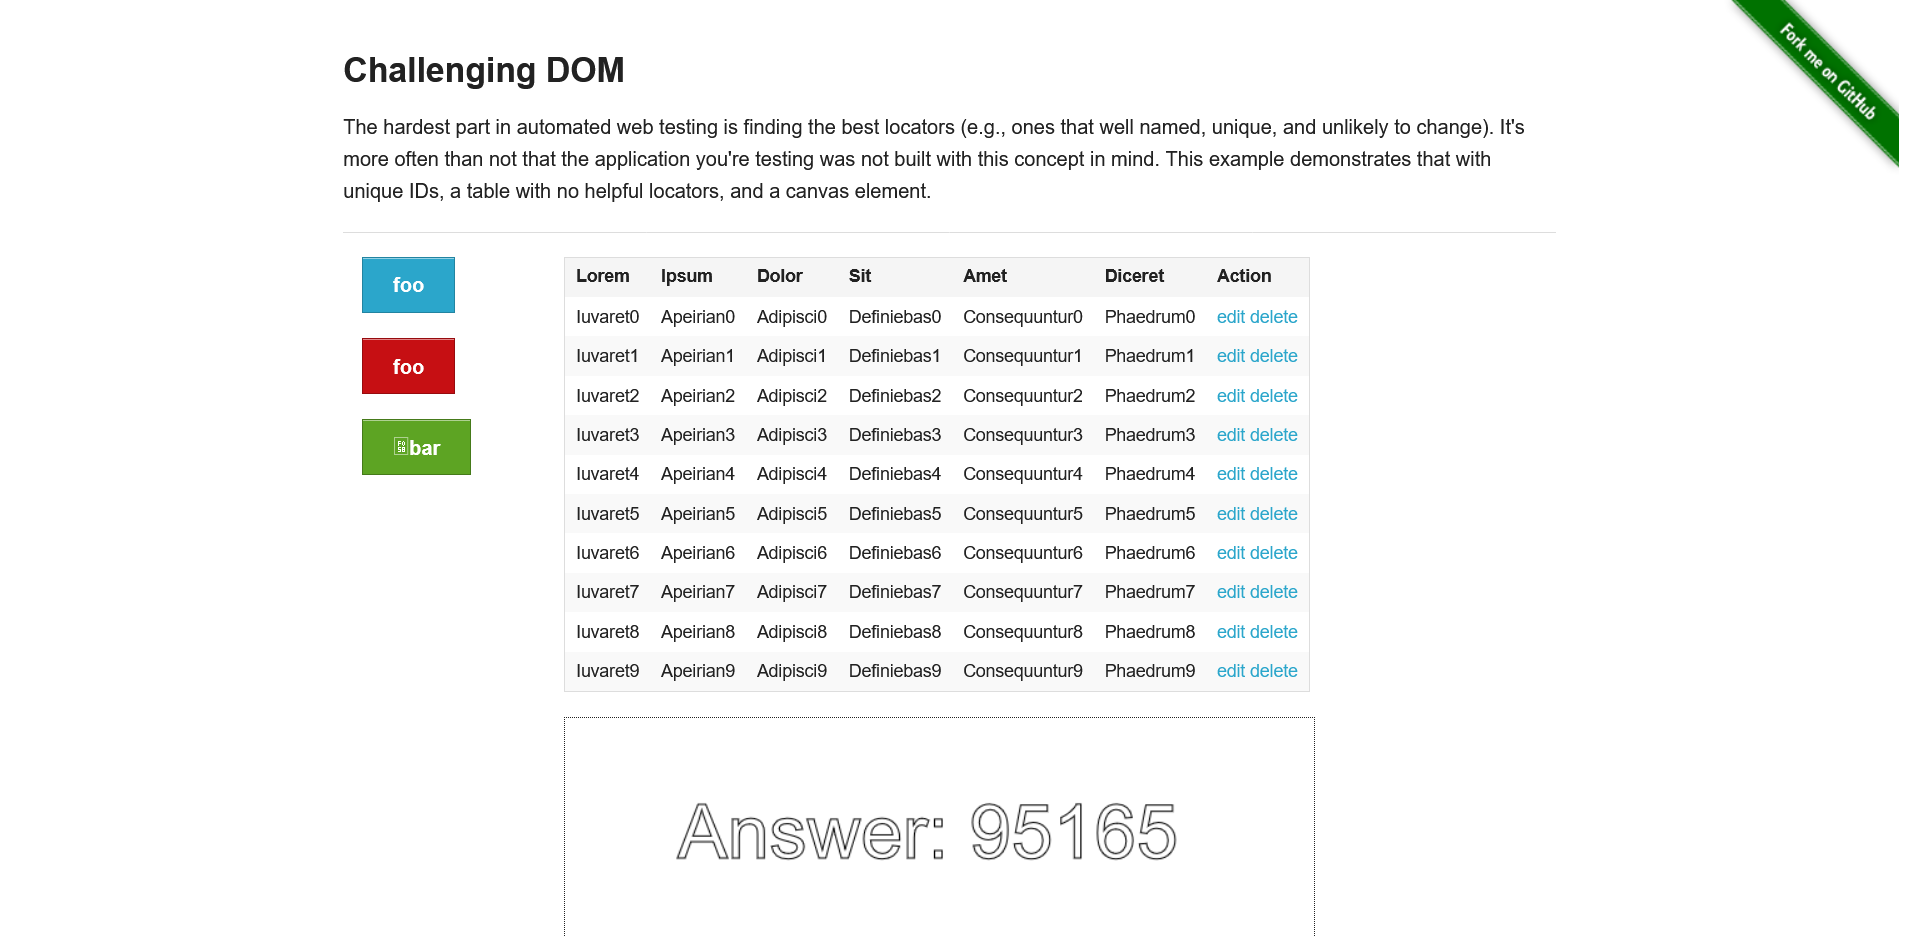 Fork me on GitHub
Challenging DOM
The hardest part in automated web testing is finding the best locators (e.g., ones that well named, unique, and unlikely to change). It's
more often than not that the application you're testing was not built with this concept in mind. This example demonstrates that with
unique IDs, a table with no helpful locators, and a canvas element.
foo
foo
bar
Lorem Ipsum Dolor Sit Amet Diceret Action
Iuvaret0 Apeirian0 Adipisci0 Definiebas0 Consequuntur0 Phaedrum0 edit delete
Iuvaret1 Apeirian1 Adipisci1 Definiebas1 Consequuntur1 Phaedrum1 edit delete
Iuvaret2 Apeirian2 Adipisci2 Definiebas2 Consequuntur2 Phaedrum2 edit delete
Iuvaret3 Apeirian3 Adipisci3 Definiebas3 Consequuntur3 Phaedrum3 edit delete
Iuvaret4 Apeirian4 Adipisci4 Definiebas4 Consequuntur4 Phaedrum4 edit delete
Iuvaret5 Apeirian5 Adipisci5 Definiebas5 Consequuntur5 Phaedrum5 edit delete
Iuvaret6 Apeirian6 Adipisci6 Definiebas6 Consequuntur6 Phaedrum6 edit delete
Iuvaret7 Apeirian7 Adipisci7 Definiebas7 Consequuntur7 Phaedrum7 edit delete
Iuvaret8 Apeirian8 Adipisci8 Definiebas8 Consequuntur8 Phaedrum8 edit delete
Iuvaret9 Apeirian9 Adipisci9 Definiebas9 Consequuntur9 Phaedrum9 edit delete
Answer: 95165